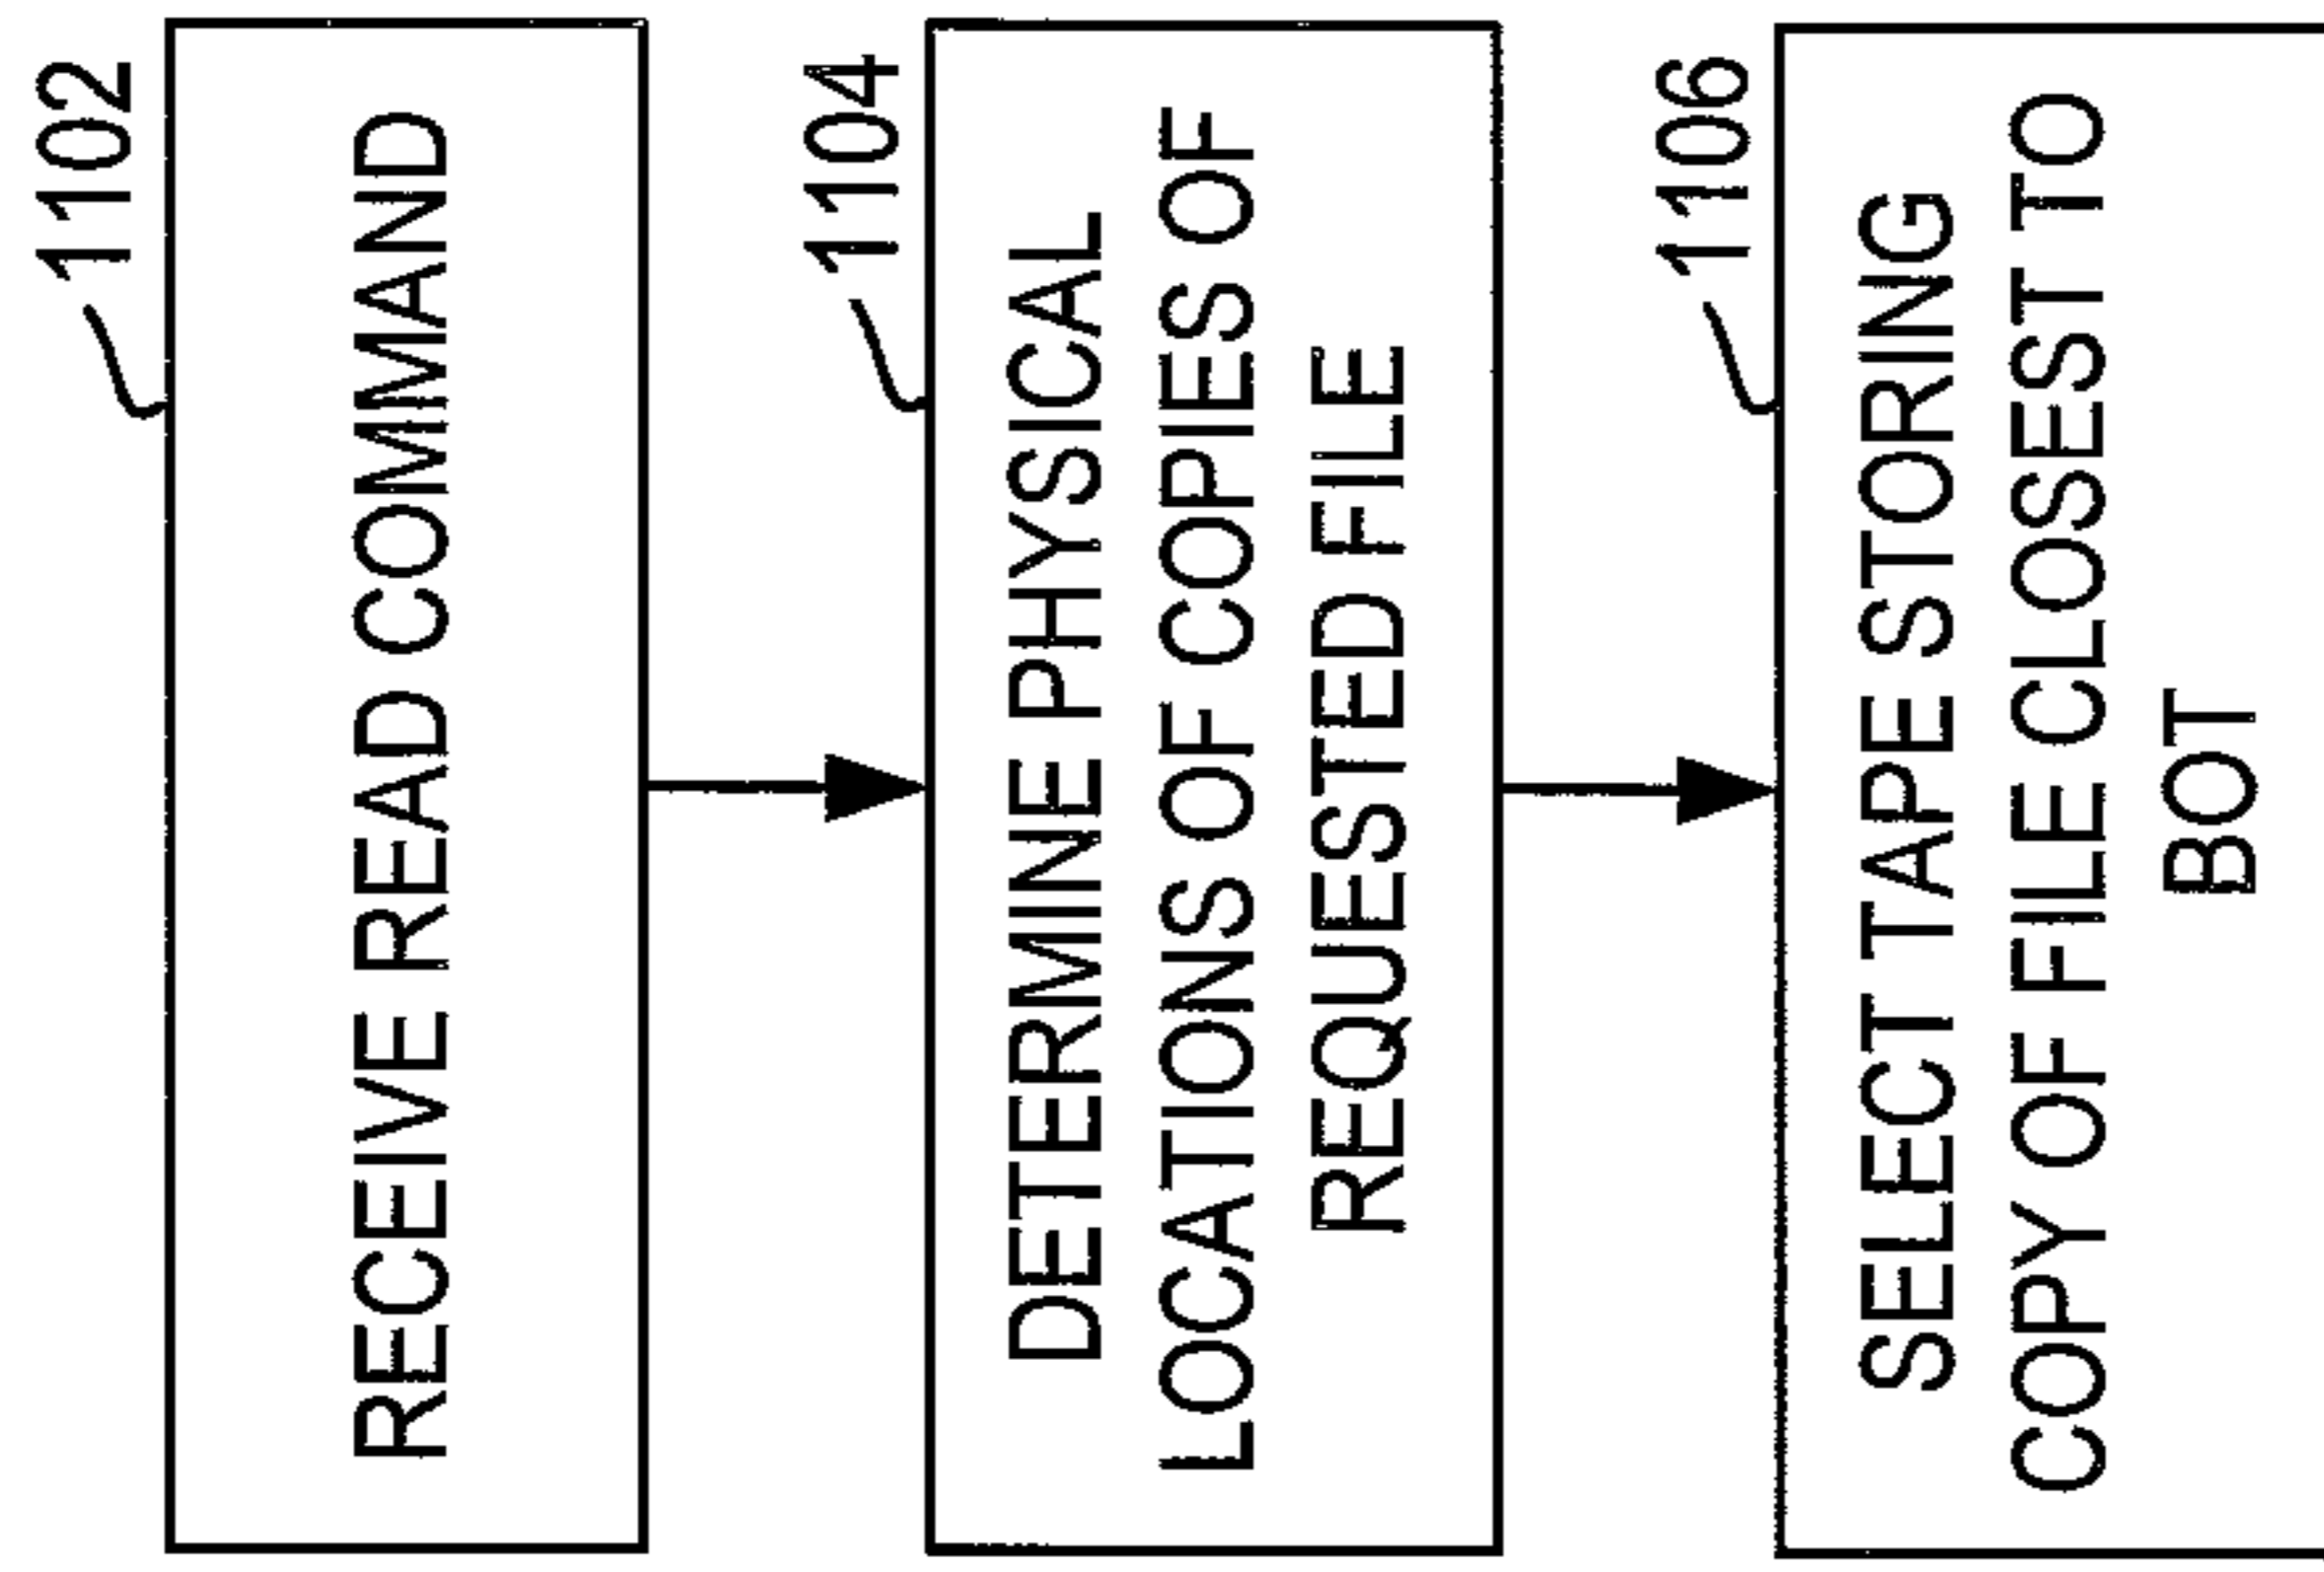 1102
RECEIVE READ COMMAND
1104
DETERMINE PHYSICAL
LOCATIONS OF COPIES OF
REQUESTED FILE
1106
SELECT TAPE STORING
COPY OF FILE CLOSEST TO
BOT